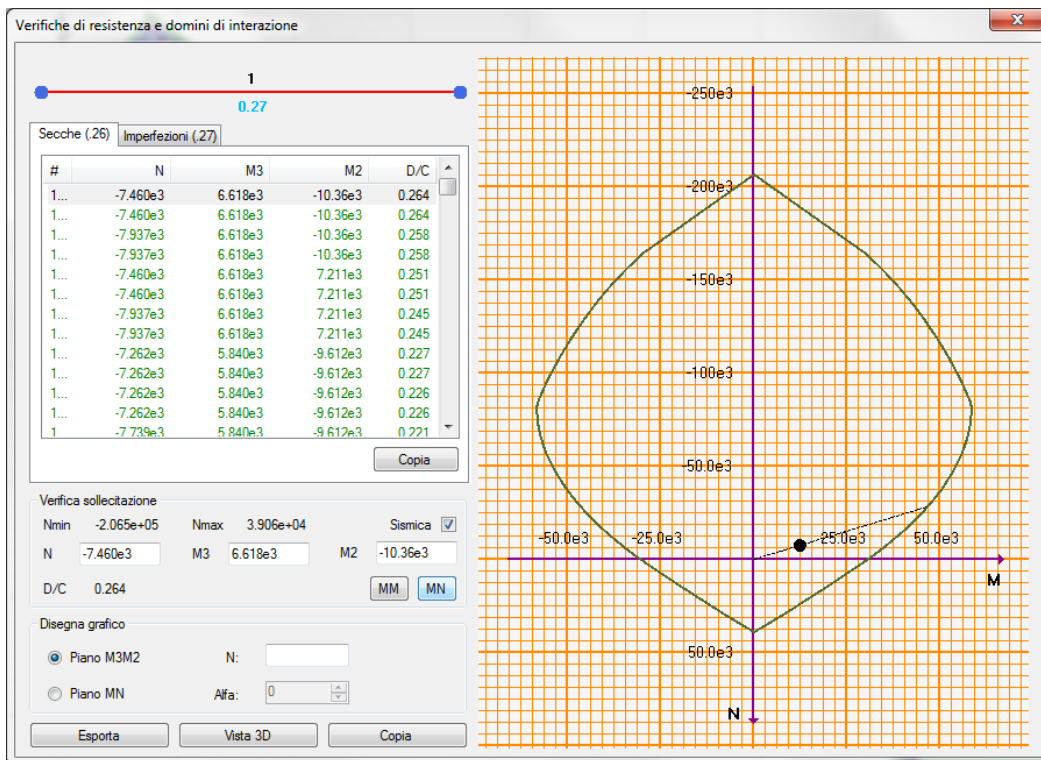 Verifiche di resistenza e domini di interazione
x
1
0.27
Secche (.26) Imperfezioni (.27)
# N M3 M2 D/C
1... -7.460e3 6.618e3 -10.36e3 0.264
1... -7.460e3 6.618e3 -10.36e3 0.264
1... -7.937e3 6.618e3 -10.36e3 0.258
1... -7.937e3 6.618e3 -10.36e3 0.258
1... -7.460e3 6.618e3 7.211e3 0.251
1... -7.460e3 6.618e3 7.211e3 0.251
1... -7.937e3 6.618e3 7.211e3 0.245
1... -7.937e3 6.618e3 7.211e3 0.245
1... -7.262e3 5.840e3 -9.612e3 0.227
1... -7.262e3 5.840e3 -9.612e3 0.227
1... -7.262e3 5.840e3 -9.612e3 0.226
1... -7.262e3 5.840e3 -9.612e3 0.226
1 -7.739e3 5.840e3 -9.612e3 0.221
Copia
Verifica sollecitazione
Nmin -2.065e+05 Nmax 3.906e+04 Sismica
N -7.460e3 M3 6.618e3 M2 -10.36e3
D/C 0.264 MM MN
Disegna grafico
Piano M3M2 N:
Piano MN Alfa: 0
Esporta Vista 3D Copia
-250e3
-200e3
-150e3
-100e3
-50.0e3
-50.0e3 -25.0e3 25.0e3 50.0e3
M
50.0e3
N